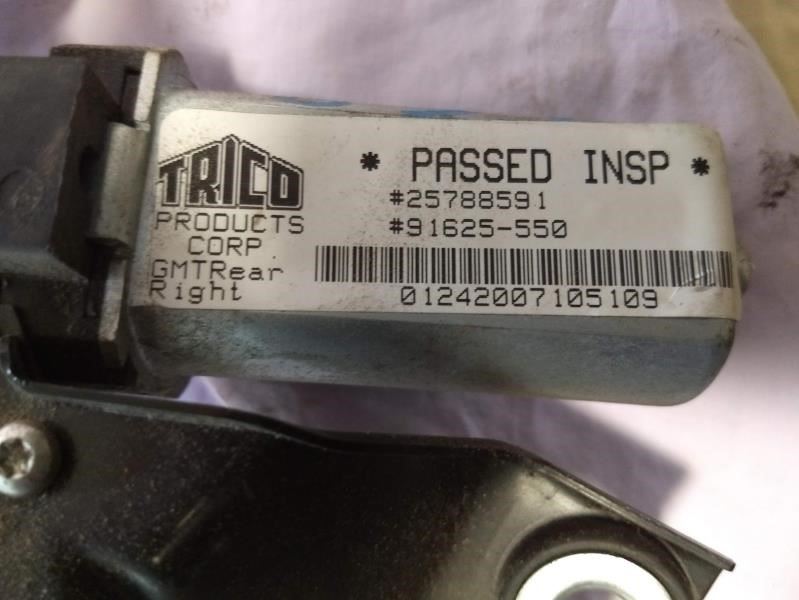 TRICO
PRODUCTS
CORP
GMTRear
Right
* PASSED INSP *
#25788591
#91625-550
01242007105109